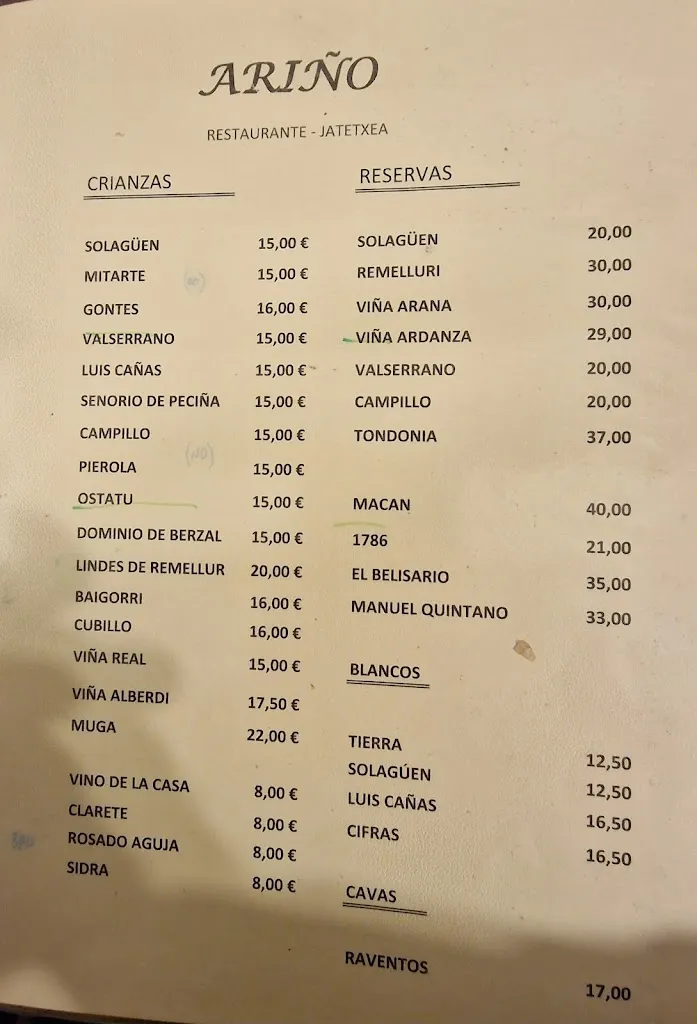 ARIÑO
RESTAURANTE - JATETXEA
CRIANZAS
SOLAGÜEN 15,00 €
MITARTE 15,00 €
GONTES 16,00 €
VALSERRANO 15,00 €
LUIS CAÑAS 15,00 €
SENORIO DE PECIÑA 15,00 €
CAMPILLO 15,00 €
PIEROLA 15,00 €
OSTATU 15,00 €
DOMINIO DE BERZAL 15,00 €
LINDES DE REMELLUR 20,00 €
BAIGORRI 16,00 €
CUBILLO 16,00 €
VIÑA REAL 15,00 €
VIÑA ALBERDI 17,50 €
MUGA 22,00 €
VINO DE LA CASA 8,00 €
CLARETE 8,00 €
ROSADO AGUJA 8,00 €
SIDRA 8,00 €
RESERVAS
SOLAGÜEN 20,00
REMELLURI 30,00
VIÑA ARANA 30,00
VIÑA ARDANZA 29,00
VALSERRANO 20,00
CAMPILLO 20,00
TONDONIA 37,00
MACAN 40,00
1786 21,00
EL BELISARIO 35,00
MANUEL QUINTANO 33,00
BLANCOS
TIERRA 12,50
SOLAGÚEN 12,50
LUIS CAÑAS 16,50
CIFRAS 16,50
CAVAS
RAVENTOS 17,00